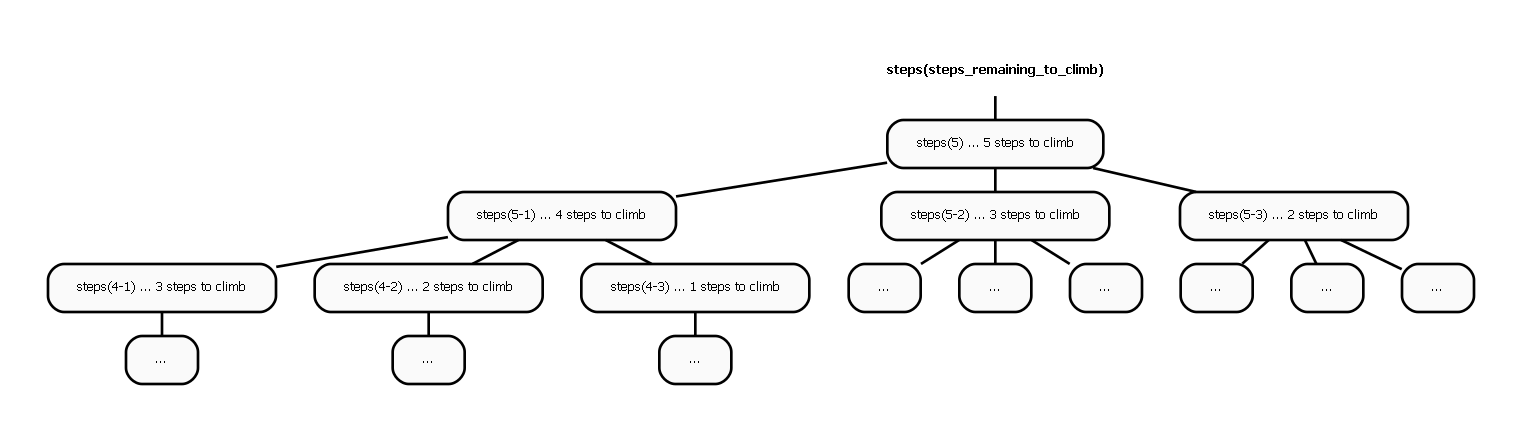 steps(steps_remaining_to_climb)
steps(5) ... 5 steps to climb
steps(5-1) ... 4 steps to climb
steps(5-2) ... 3 steps to climb
steps(5-3) ... 2 steps to climb
steps(4-1) ... 3 steps to climb
steps(4-2) ... 2 steps to climb
steps(4-3) ... 1 steps to climb
...
...
...
...
...
...
...
...
...